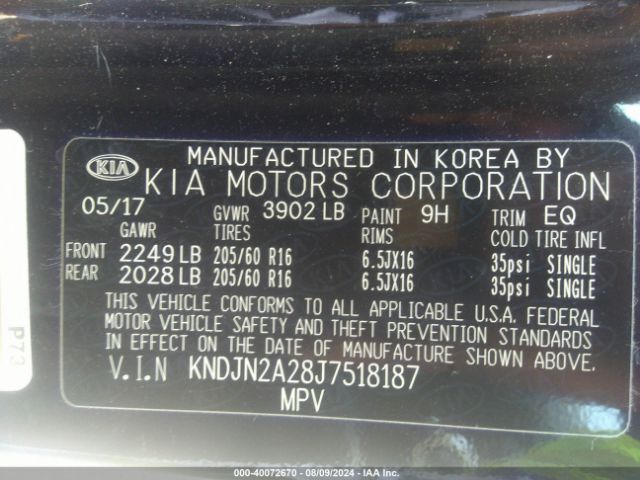 KIA MANUFACTURED IN KOREA BY
KIA MOTORS CORPORATION
05/17 GVWR 3902 LB PAINT 9H TRIM EQ
GAWR TIRES RIMS COLD TIRE INFL
FRONT 2249 LB 205/60 R16 6.5JX16 35psi SINGLE
REAR 2028 LB 205/60 R16 6.5JX16 35psi SINGLE
THIS VEHICLE CONFORMS TO ALL APPLICABLE U.S.A. FEDERAL
MOTOR VEHICLE SAFETY AND THEFT PREVENTION STANDARDS
IN EFFECT ON THE DATE OF MANUFACTURE SHOWN ABOVE.
V.I.N KNDJN2A28J7518187
MPV
P73
COPART - 40072670 - 08/09/2024 - IAA Inc.